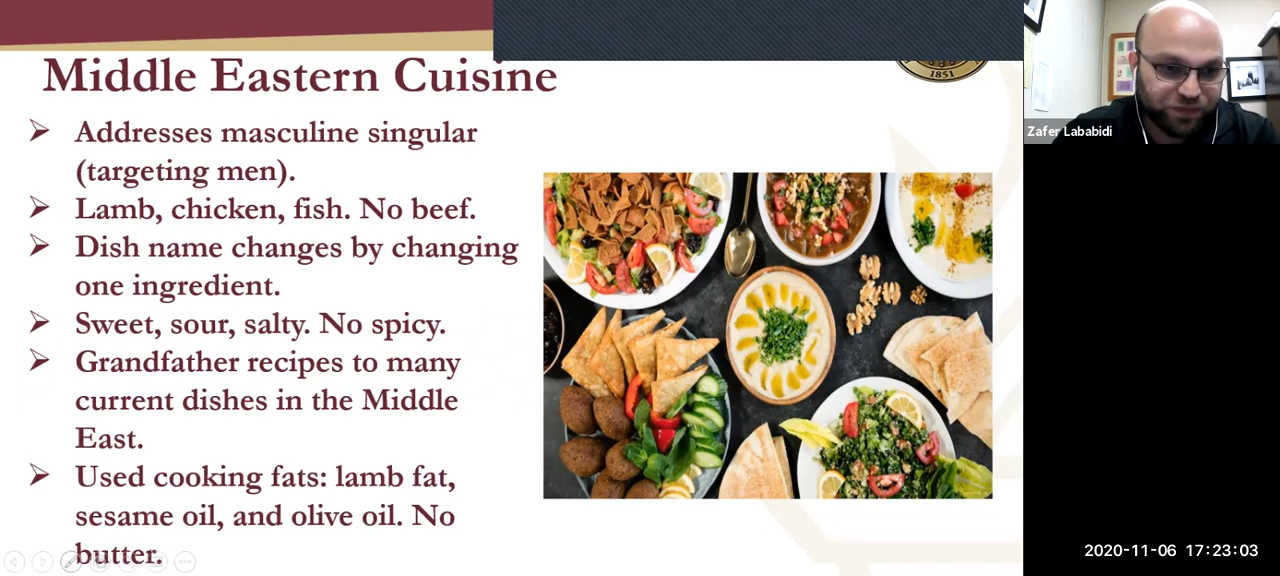 Middle Eastern Cuisine
➢ Addresses masculine singular
(targeting men).
➢ Lamb, chicken, fish. No beef.
➢ Dish name changes by changing
one ingredient.
➢ Sweet, sour, salty. No spicy.
➢ Grandfather recipes to many
current dishes in the Middle
East.
➢ Used cooking fats: lamb fat,
sesame oil, and olive oil. No
butter.
1851
Zafer Lababidi
2020-11-06 17:23:03